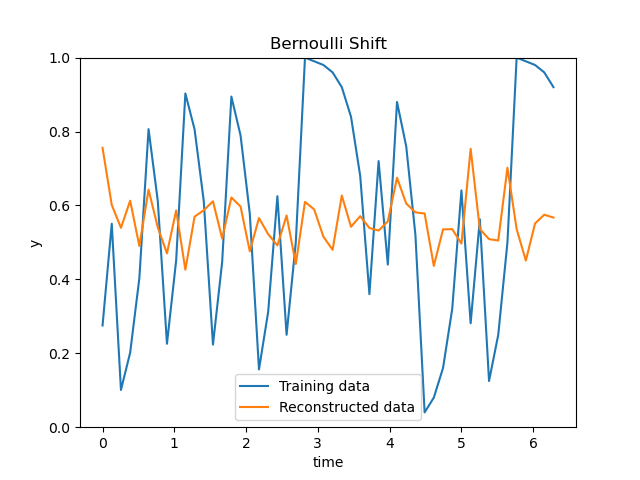 Bernoulli Shift
1.0
0.8
0.6
0.4
0.2
0.0
y
Training data
Reconstructed data
0 1 2 3 4 5 6
time